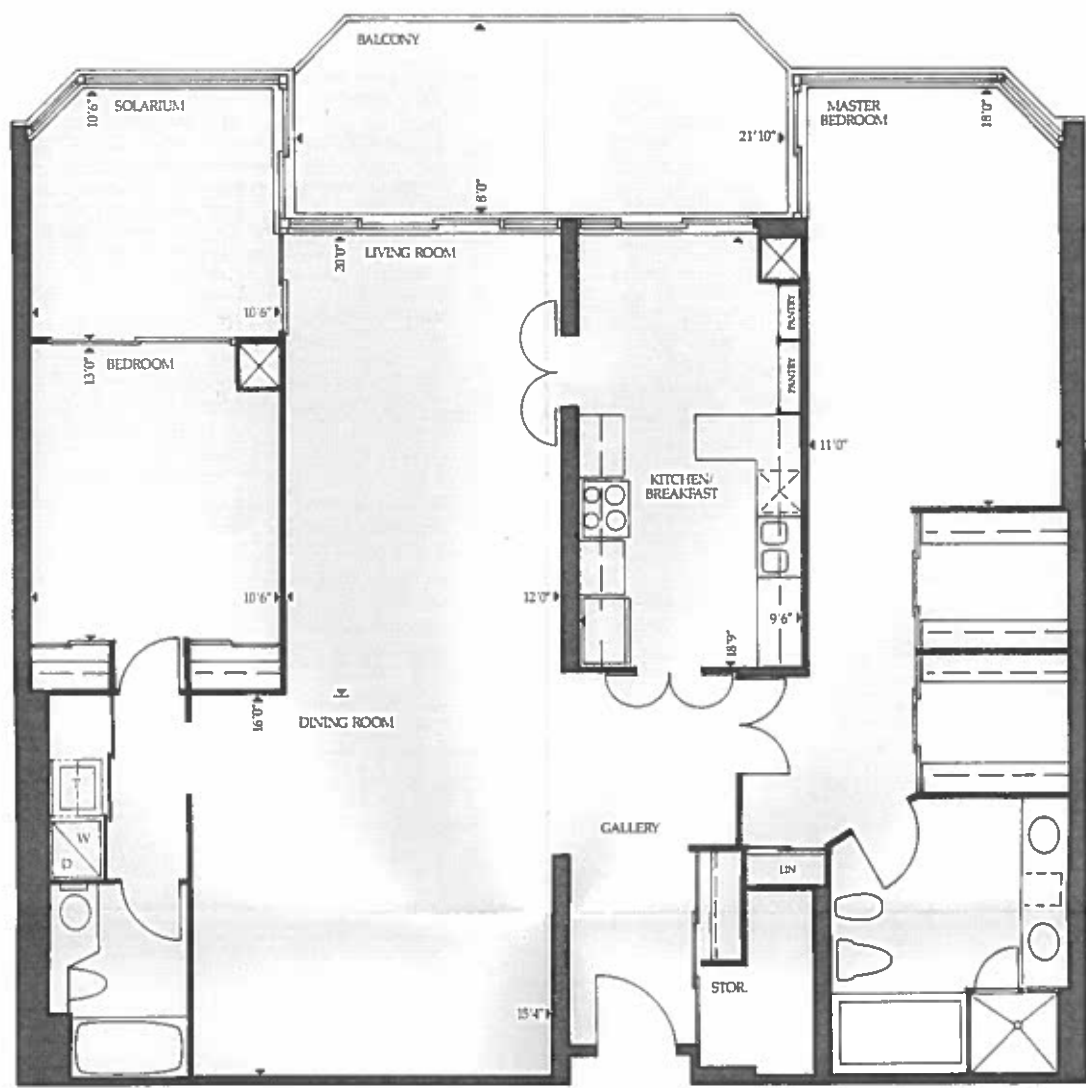 BALCONY
10'6"
SOLARIUM
MASTER
BEDROOM
18'0"
21'10"
8'0"
20'0"
LIVING ROOM
10'6"
PANTRY
13'0"
BEDROOM
PANTRY
11'0"
KITCHEN/
BREAKFAST
10'6"
12'0"
9'6"
18'9"
16'0"
DINING ROOM
T
W
D
GALLERY
LIN
STOR.
15'4"